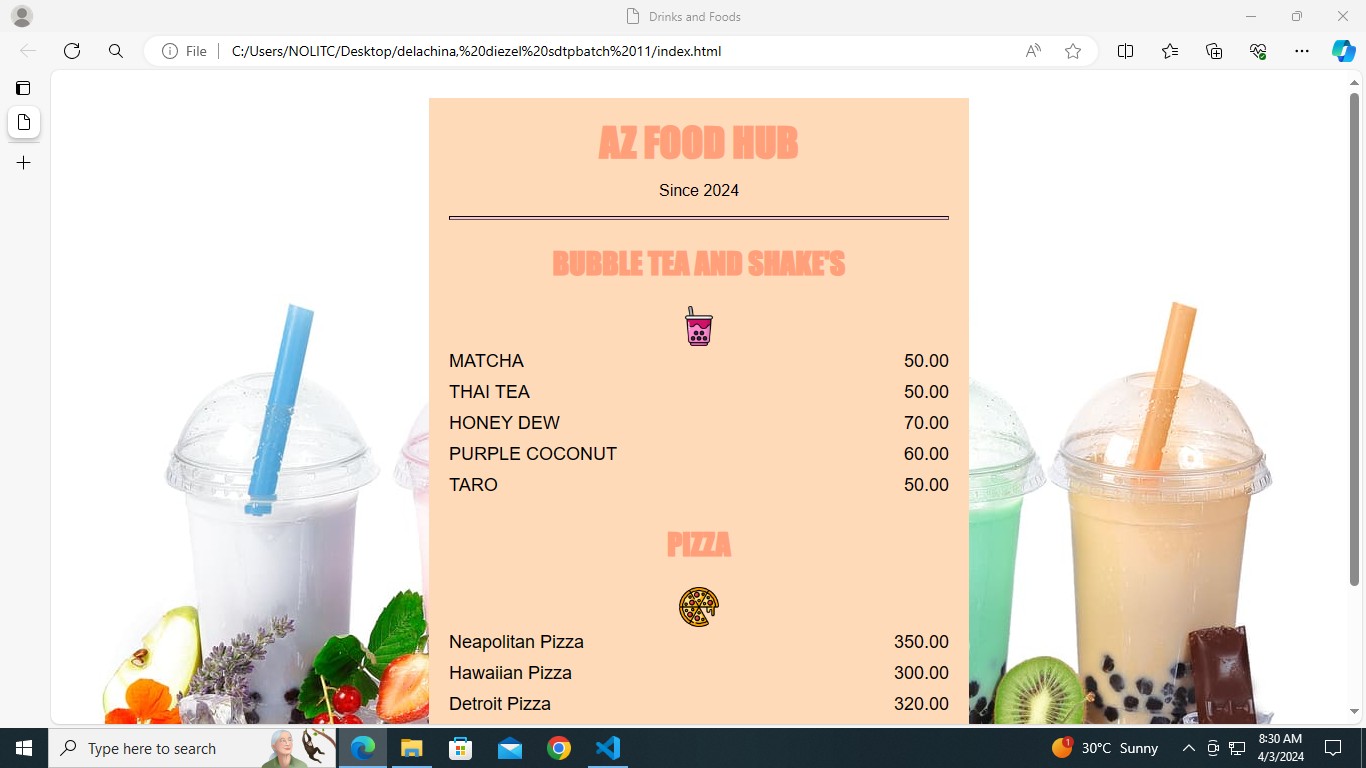 Drinks and Foods
File
C:/Users/NOLITC/Desktop/delachina,%20diezel%20sdtpbatch%2011/index.html
AZ FOOD HUB
Since 2024
BUBBLE TEA AND SHAKE'S
MATCHA 50.00
THAI TEA 50.00
HONEY DEW 70.00
PURPLE COCONUT 60.00
TARO 50.00
PIZZA
Neapolitan Pizza 350.00
Hawaiian Pizza 300.00
Detroit Pizza 320.00
Type here to search
1
30°C Sunny
8:30 AM
4/3/2024